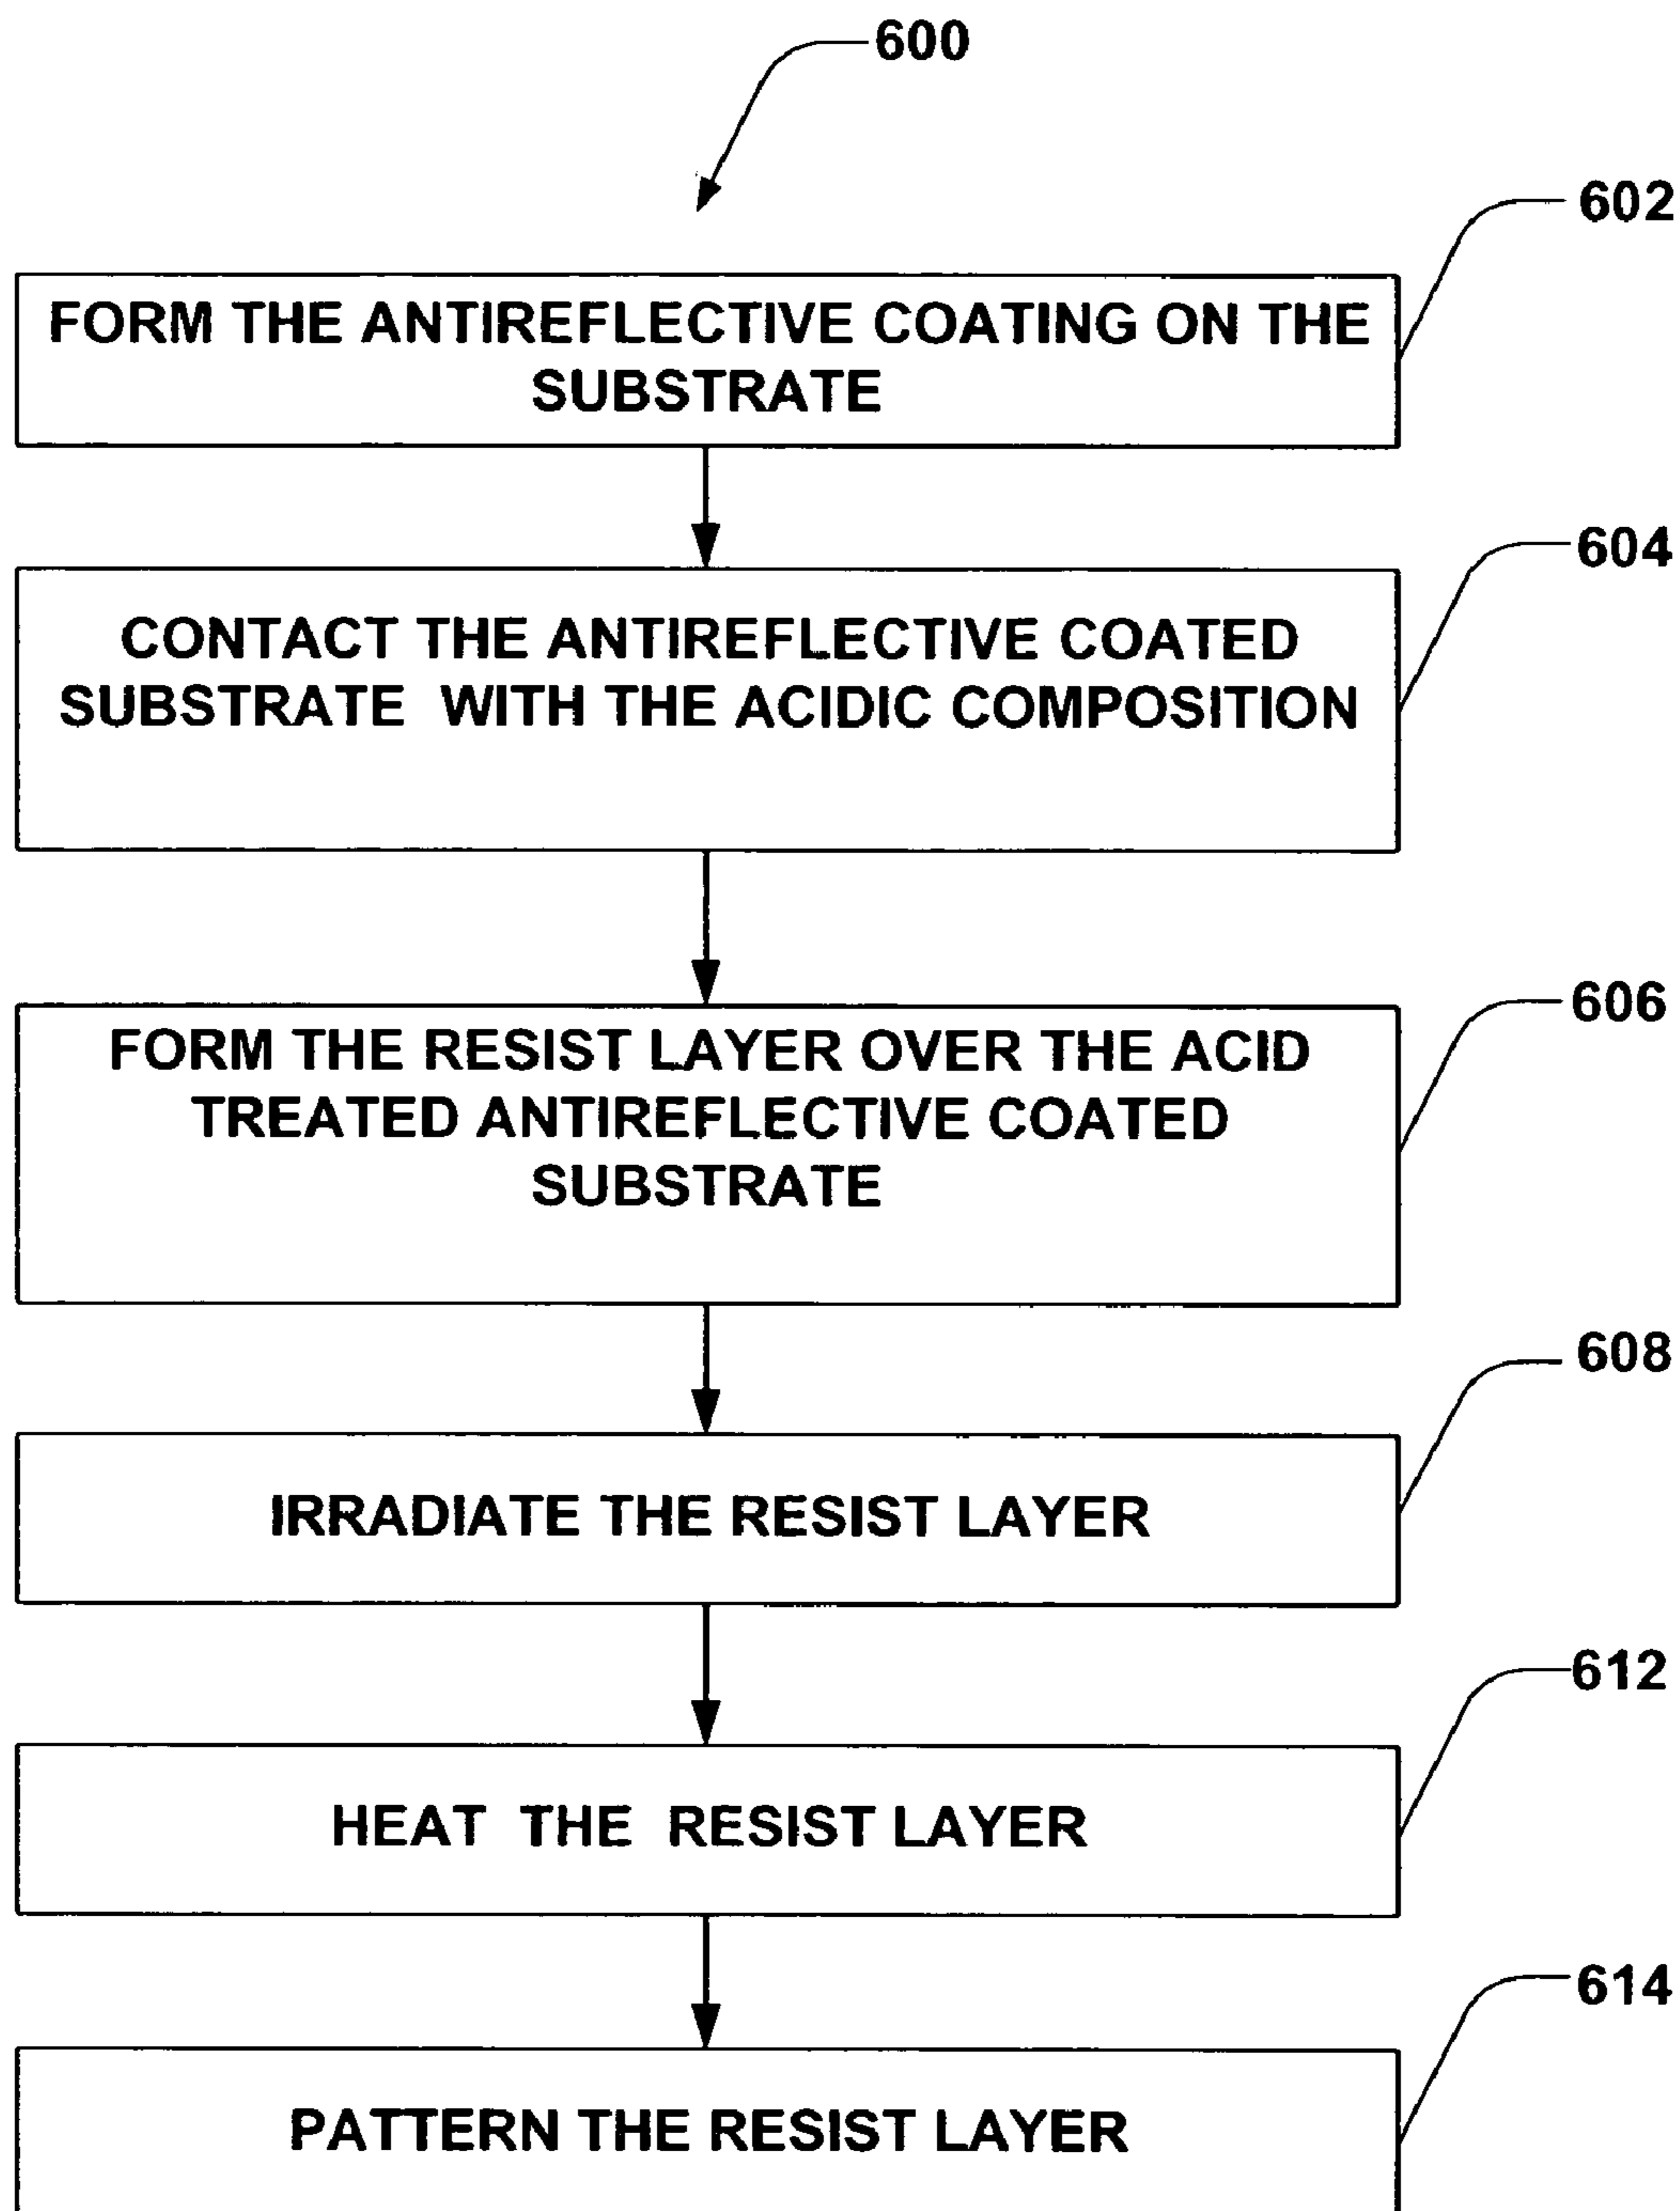 600
602
FORM THE ANTIREFLECTIVE COATING ON THE
SUBSTRATE
604
CONTACT THE ANTIREFLECTIVE COATED
SUBSTRATE WITH THE ACIDIC COMPOSITION
606
FORM THE RESIST LAYER OVER THE ACID
TREATED ANTIREFLECTIVE COATED
SUBSTRATE
608
IRRADIATE THE RESIST LAYER
612
HEAT THE RESIST LAYER
614
PATTERN THE RESIST LAYER